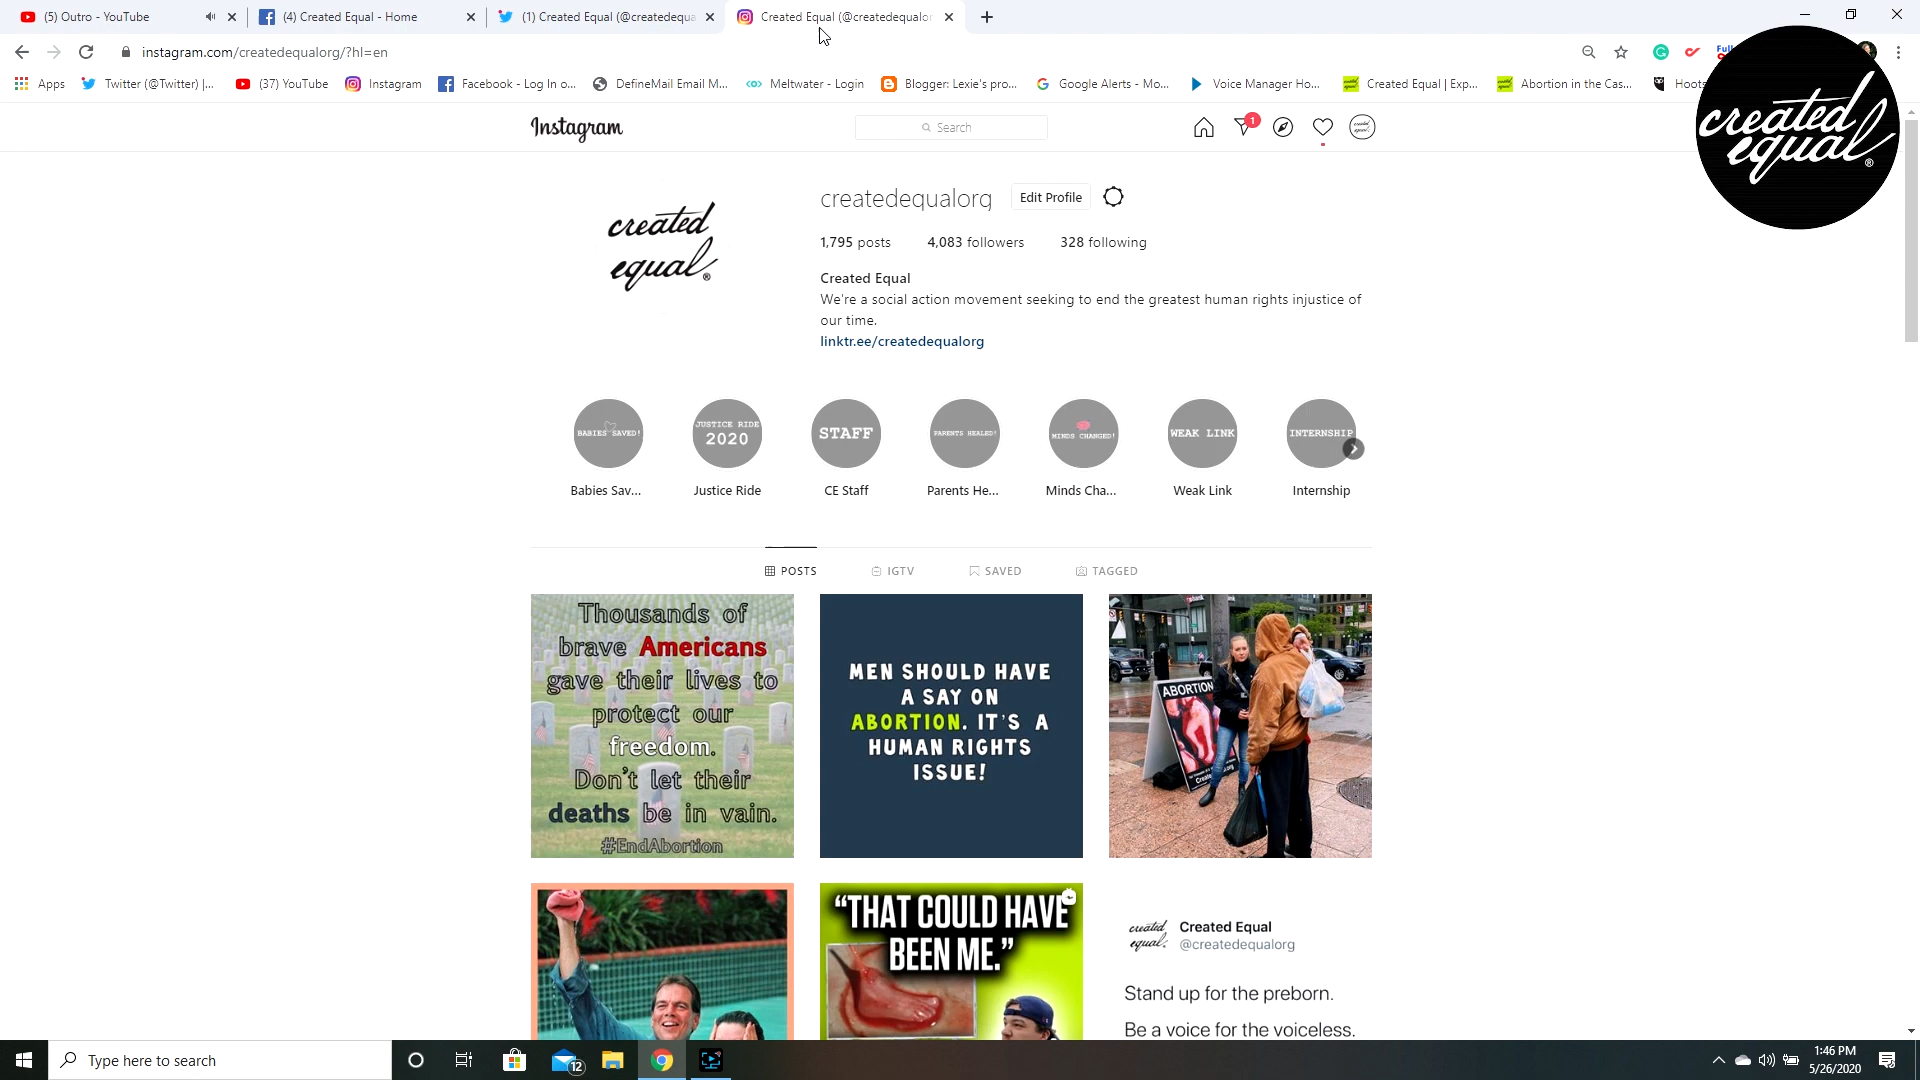 (5) Outro - YouTube
(4) Created Equal - Home
(1) Created Equal (@createdequa
Created Equal (@createdequalor
instagram.com/createdequalorg/?hl=en
Apps
Twitter (@Twitter) |...
(37) YouTube
Instagram
Facebook - Log In o...
DefineMail Email M...
Meltwater - Login
Blogger: Lexie's pro...
Google Alerts - Mo...
Voice Manager Ho...
Created Equal | Exp...
Abortion in the Cas...
Hoots
created
equal®
Instagram
Search
1
createdequalorg
Edit Profile
1,795 posts
4,083 followers
328 following
Created Equal
We're a social action movement seeking to end the greatest human rights injustice of
our time.
linktr.ee/createdequalorg
created
equal®
BABIES SAVED!
JUSTICE RIDE
2020
STAFF
PARENTS HEALED!
MINDS CHANGED!
WEAK LINK
INTERNSHIP
Babies Sav...
Justice Ride
CE Staff
Parents He...
Minds Cha...
Weak Link
Internship
POSTS
IGTV
SAVED
TAGGED
Thousands of
brave Americans
gave their lives to
protect our
freedom.
Don't let their
deaths be in vain.
#EndAbortion
MEN SHOULD HAVE
A SAY ON
ABORTION. IT'S A
HUMAN RIGHTS
ISSUE!
ABORTION
"THAT COULD HAVE
BEEN ME."
created
equal.
Created Equal
@createdequalorg
Stand up for the preborn.
Be a voice for the voiceless.
Type here to search
12
1:46 PM
5/26/2020